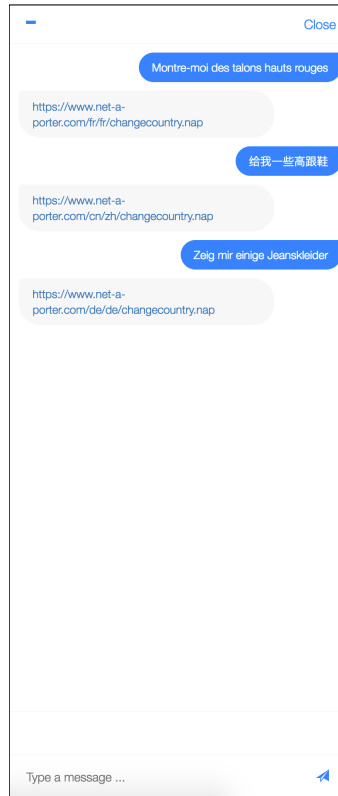 Close
Montre-moi des talons hauts rouges
https://www.net-a-
porter.com/fr/fr/changecountry.nap
给我一些高跟鞋
https://www.net-a-
porter.com/cn/zh/changecountry.nap
Zeig mir einige Jeanskleider
https://www.net-a-
porter.com/de/de/changecountry.nap
Type a message ...